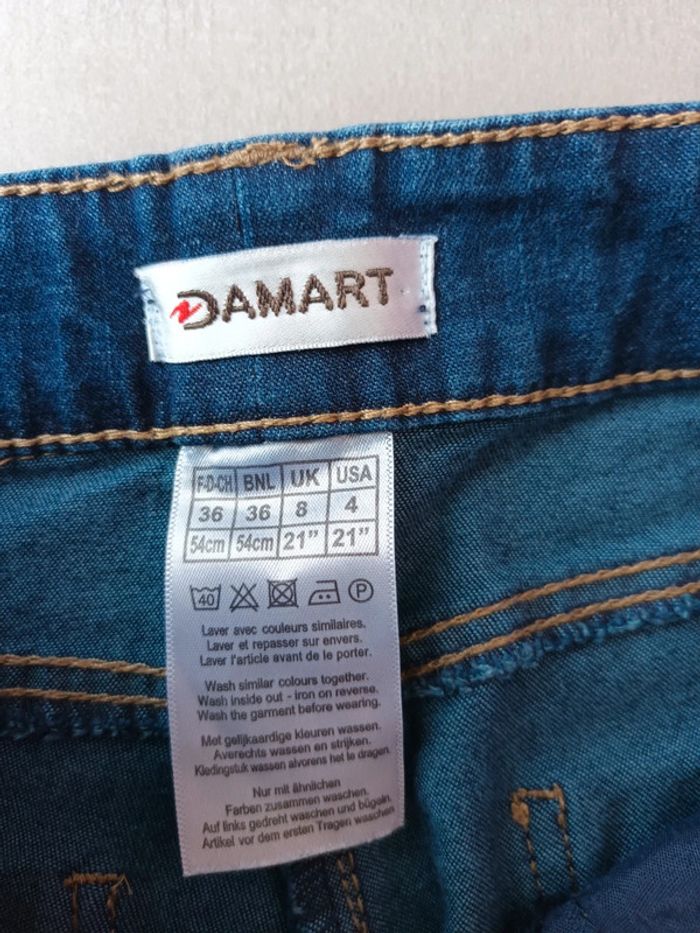 DAMART
F-D-CH BNL UK USA
36 36 8 4
54cm 54cm 21” 21”
40 P
Laver avec couleurs similaires.
Laver et repasser sur envers.
Laver l'article avant de le porter.
Wash similar colours together.
Wash inside out - iron on reverse.
Wash the garment before wearing.
Met gelijkaardige kleuren wassen.
Averechts wassen en strijken.
Kledingstuk wassen alvorens het le dragen
Nur mit ähnlichen
Farben zusammen waschen.
Auf links gedreht waschen und bügeln.
Artikel vor dem ersten Tragen waschen